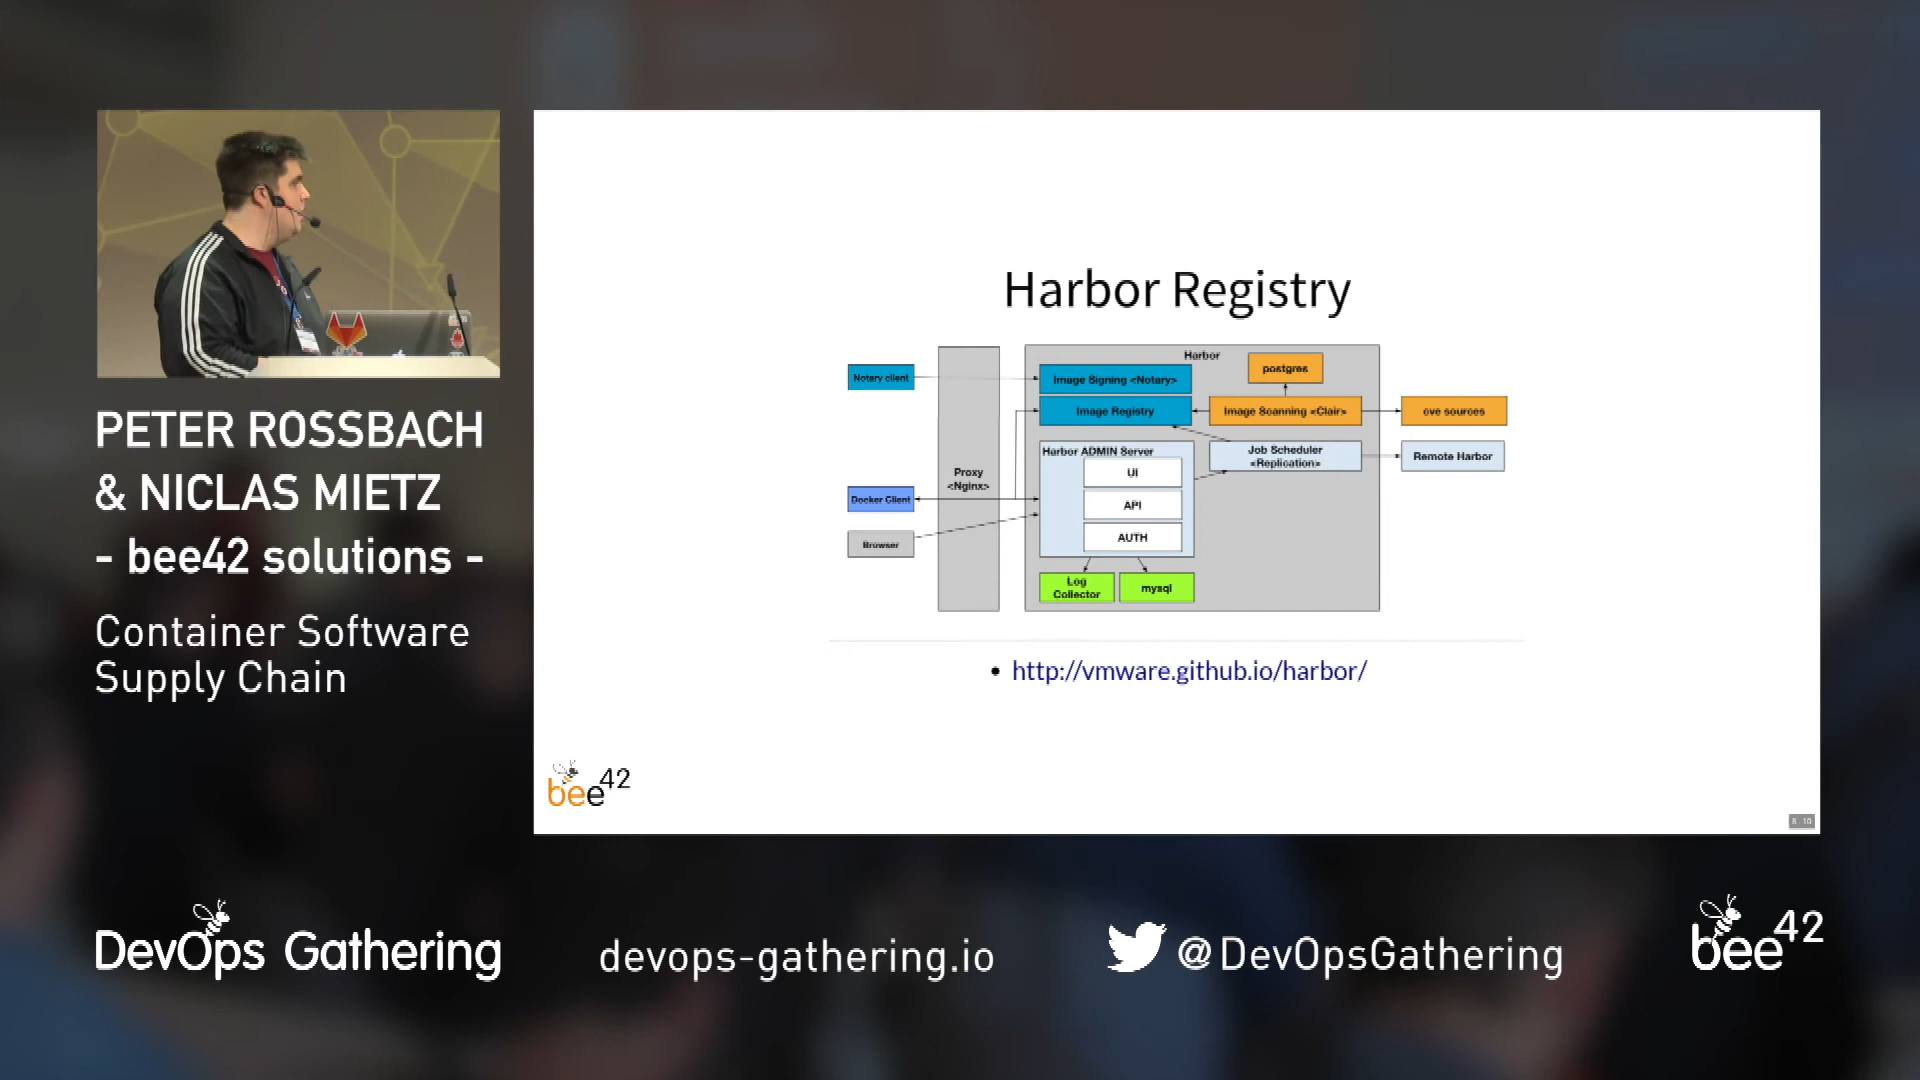 PETER ROSSBACH
& NICLAS MIETZ
- bee42 solutions -
Container Software
Supply Chain
Harbor Registry
Harbor
postgres
Notary client
Image Signing <Notary>
Image Registry
Image Scanning <Clair>
cve sources
Harbor ADMIN Server
Job Scheduler
<Replication>
Remote Harbor
UI
Proxy
<Nginx>
Docker Client
API
Browser
AUTH
Log
Collector
mysql
• http://vmware.github.io/harbor/
bee42
DevOps Gathering
devops-gathering.io
@DevOpsGathering
bee42